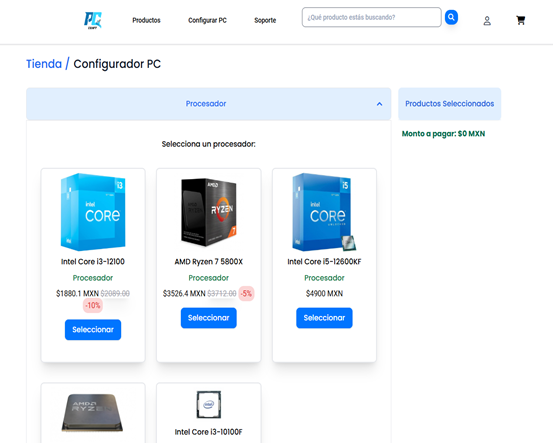 PC
Productos
Configurar PC
Soporte
¿Qué producto estás buscando?
Tienda / Configurador PC
Procesador
Productos Seleccionados
Monto a pagar: $0 MXN
Selecciona un procesador:
intel
CORE
i3
AMD
RYZEN
7
intel
CORE
i5
Intel Core i3-12100
Procesador
$1880.1 MXN $2089.00
-10%
Seleccionar
AMD Ryzen 7 5800X
Procesador
$3526.4 MXN $3712.00 -5%
Seleccionar
Intel Core i5-12600KF
Procesador
$4900 MXN
Seleccionar
AMD
RYZE
intel
Intel Core i3-10100F